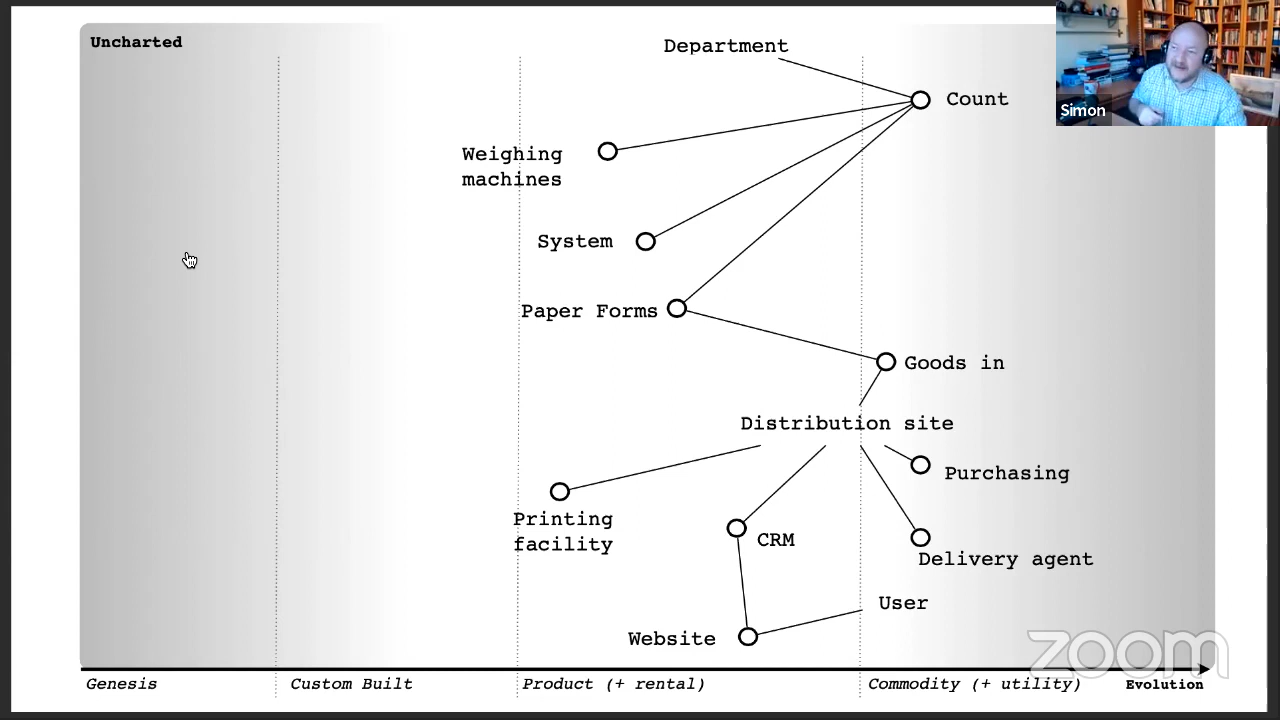 Uncharted
Department
Count
Simon
Weighing
machines
System
Paper Forms
Goods in
Distribution site
Purchasing
Printing
facility
CRM
Delivery agent
User
Website
zoom
Genesis
Custom Built
Product (+ rental)
Commodity (+ utility)
Evolution